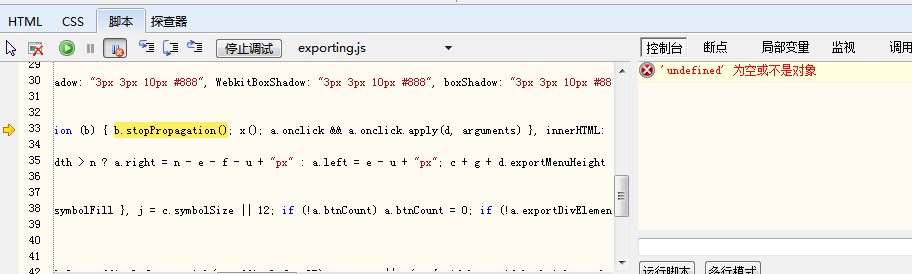 HTML CSS 脚本 探查器
停止调试 exporting.js
控制台 断点 局部变量 监视 调用
'undefined' 为空或不是对象
29
30 adow: "3px 3px 10px #888", WebkitBoxShadow: "3px 3px 10px #888", boxShadow: "3px 3px 10px #88
31
32
33 ion (b) { b.stopPropagation(); x(); a.onclick && a.onclick.apply(d, arguments) }, innerHTML:
34
35 dth > n ? a.right = n - e - f - u + "px" : a.left = e - u + "px"; c + g + d.exportMenuHeight
36
37
38 symbolFill }, j = c.symbolSize || 12; if (!a.btnCount) a.btnCount = 0; if (!a.exportDivElemen
39
40
41
42
运行脚本 多行模式